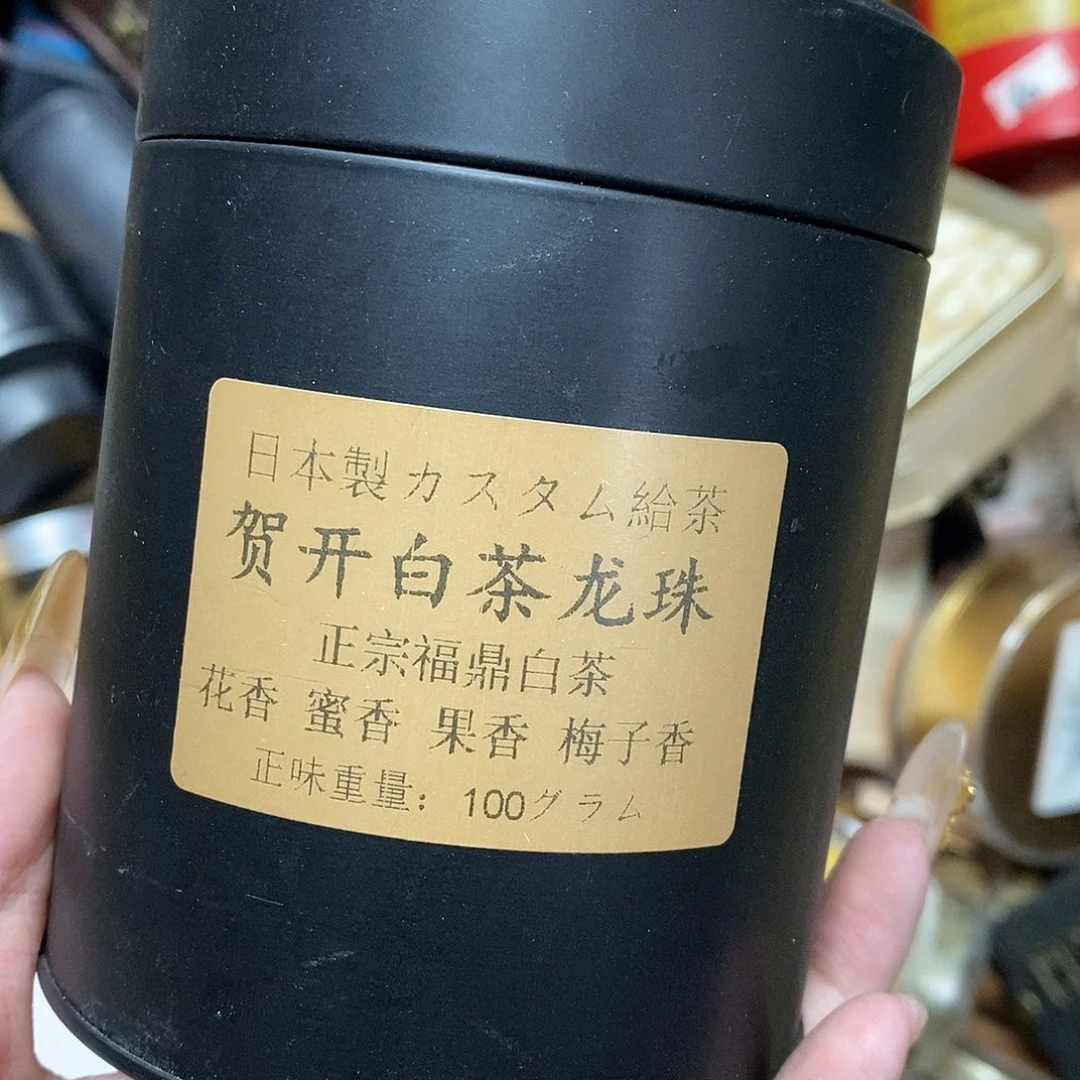 日本製カスタム給茶
贺开白茶龙珠
正宗福鼎白茶
花香 蜜香 果香 梅子香
正味重量：100グラム